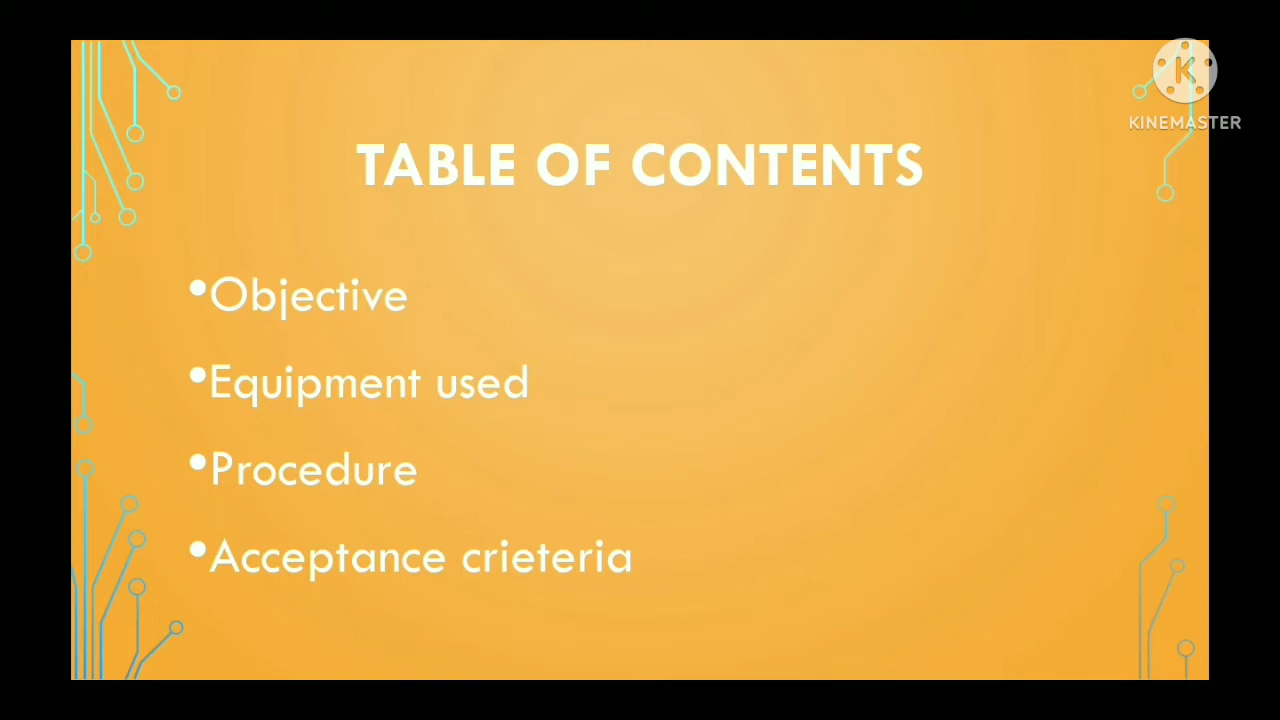 K
KINEMASTER
TABLE OF CONTENTS
•Objective
•Equipment used
•Procedure
•Acceptance crieteria